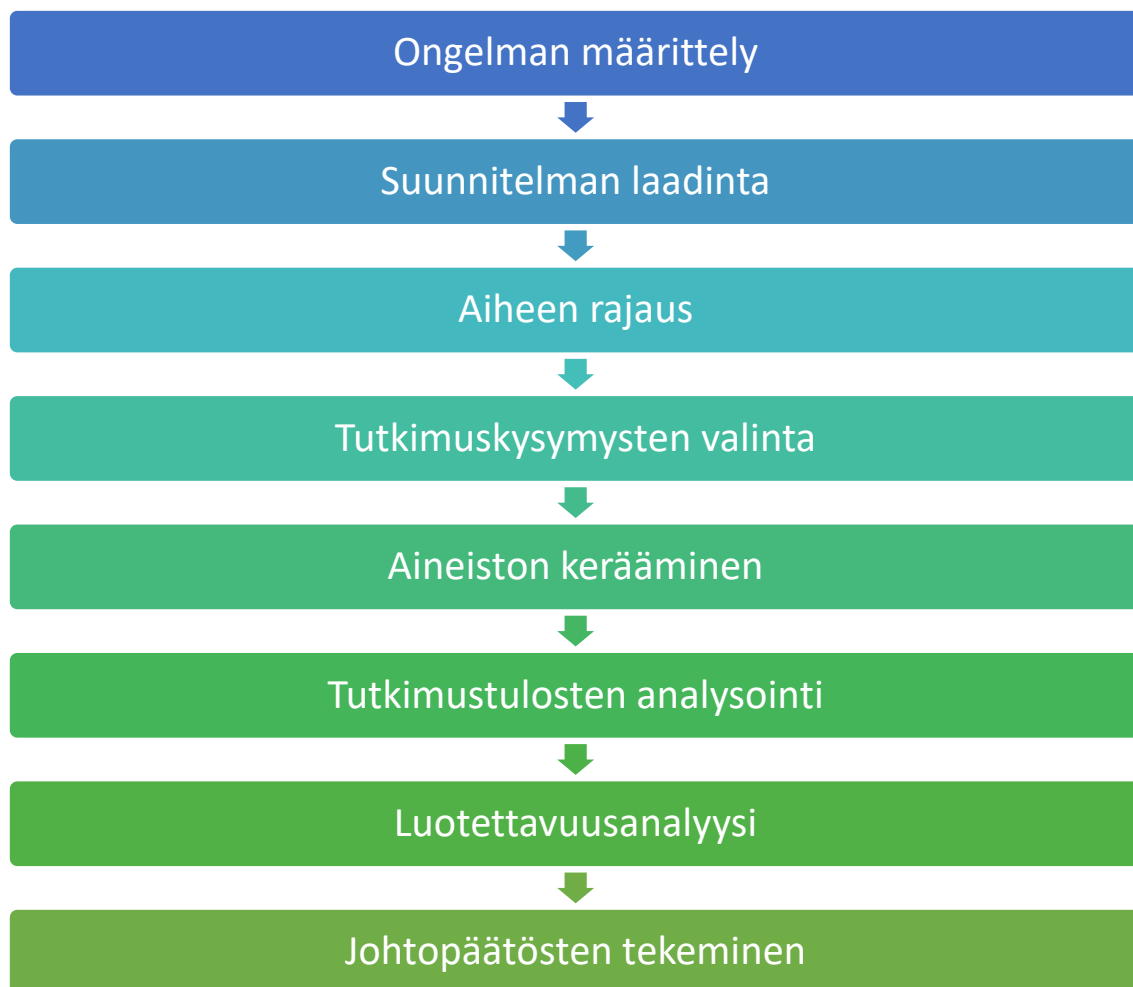 Ongelman määrittely
Suunnitelman laadinta
Aiheen rajaus
Tutkimuskysymysten valinta
Aineiston kerääminen
Tutkimustulosten analysointi
Luotettavuusanalyysi
Johtopäätösten tekeminen